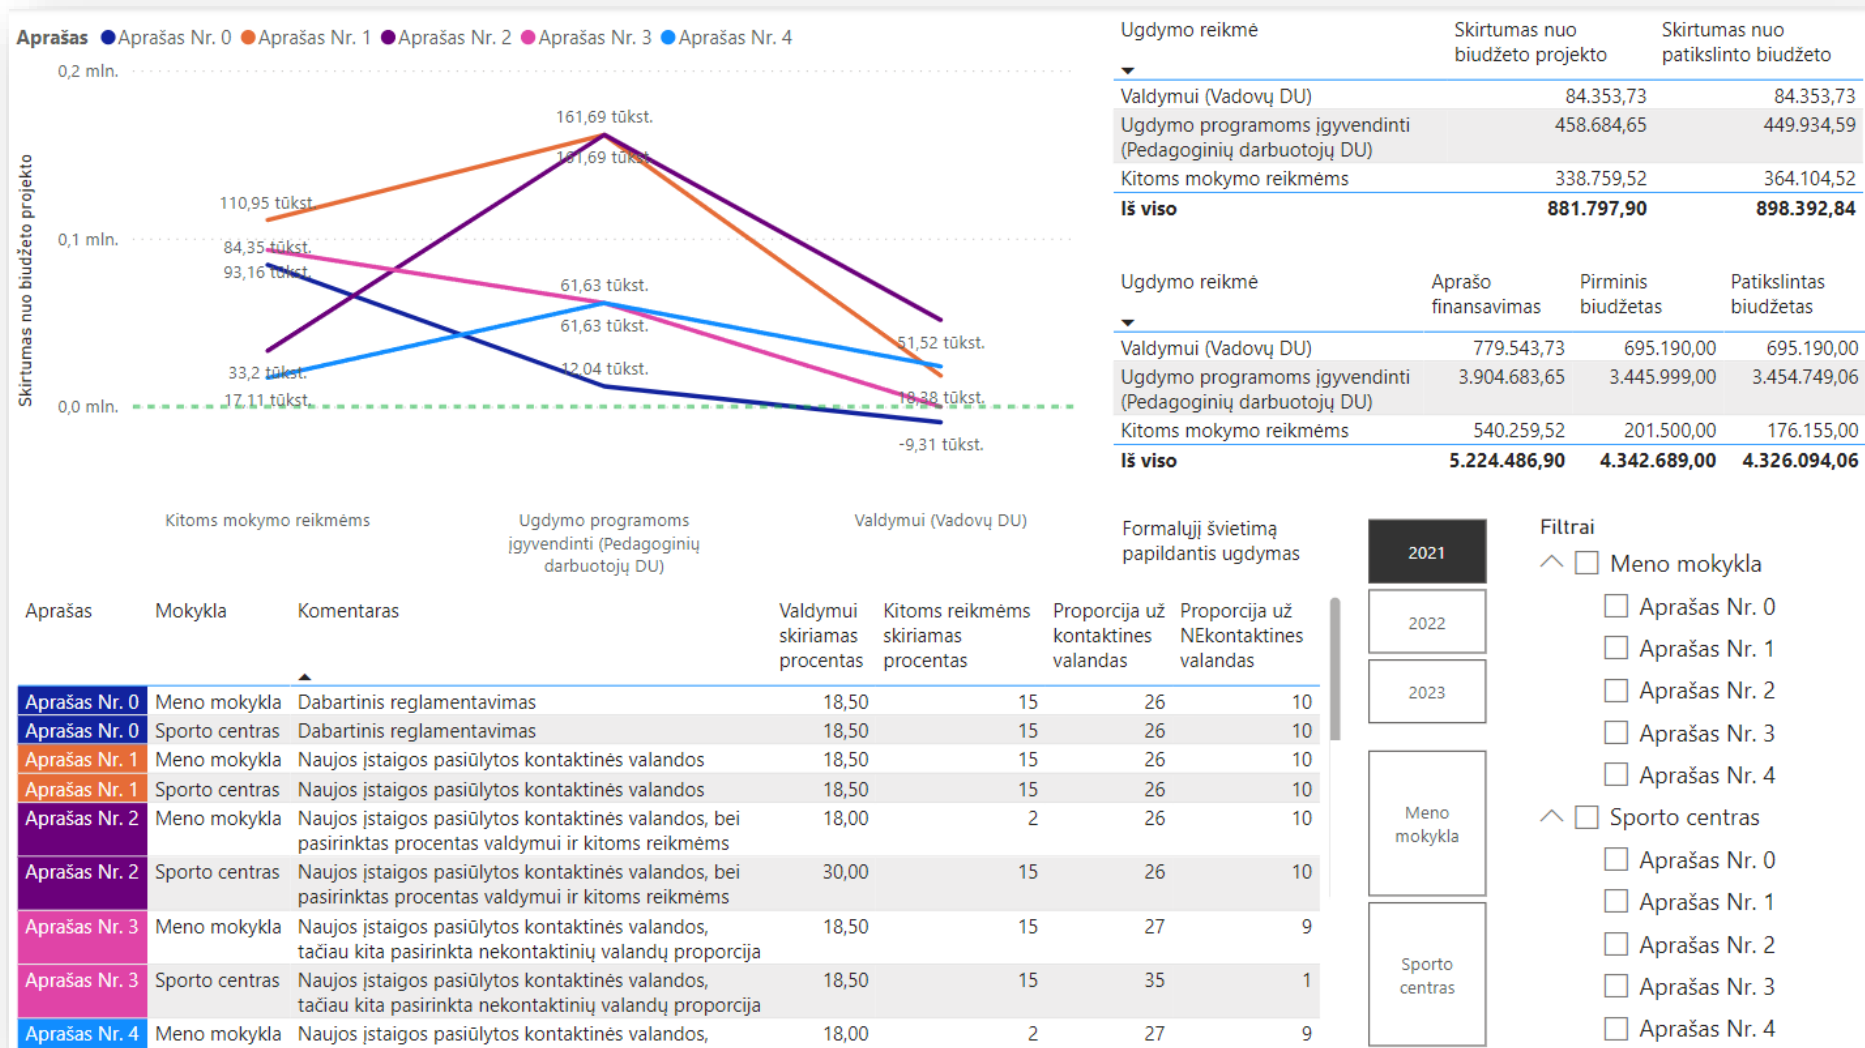 Aprašas Aprašas Nr. 0 Aprašas Nr. 1 Aprašas Nr. 2 Aprašas Nr. 3 Aprašas Nr. 4
Skirtumas nuo biudžeto projekto
0,2 mln.
0,1 mln.
0,0 mln.
161,69 tūkst.
161,69 tūkst.
110,95 tūkst.
84,35 tūkst.
93,16 tūkst.
61,63 tūkst.
61,63 tūkst.
51,52 tūkst.
33,2 tūkst.
12,04 tūkst.
17,11 tūkst.
18,38 tūkst.
-9,31 tūkst.
Kitoms mokymo reikmėms
Ugdymo programoms
įgyvendinti (Pedagoginių
darbuotojų DU)
Valdymui (Vadovų DU)
Ugdymo reikmė
Skirtumas nuo
biudžeto projekto
Skirtumas nuo
patikslinto biudžeto
Valdymui (Vadovų DU) 84.353,73 84.353,73
Ugdymo programoms įgyvendinti 458.684,65 449.934,59
(Pedagoginių darbuotojų DU)
Kitoms mokymo reikmėms 338.759,52 364.104,52
Iš viso 881.797,90 898.392,84
Ugdymo reikmė
Aprašo
finansavimas
Pirminis
biudžetas
Patikslintas
biudžetas
Valdymui (Vadovų DU) 779.543,73 695.190,00 695.190,00
Ugdymo programoms įgyvendinti 3.904.683,65 3.445.999,00 3.454.749,06
(Pedagoginių darbuotojų DU)
Kitoms mokymo reikmėms 540.259,52 201.500,00 176.155,00
Iš viso 5.224.486,90 4.342.689,00 4.326.094,06
Formalųjį švietimą
papildantis ugdymas
2021
2022
2023
Meno
mokykla
Sporto
centras
Filtrai
Meno mokykla
Aprašas Nr. 0
Aprašas Nr. 1
Aprašas Nr. 2
Aprašas Nr. 3
Aprašas Nr. 4
Sporto centras
Aprašas Nr. 0
Aprašas Nr. 1
Aprašas Nr. 2
Aprašas Nr. 3
Aprašas Nr. 4
Aprašas
Mokykla
Komentaras
Valdymui
skiriamas
procentas
Kitoms reikmėms
skiriamas
procentas
Proporcija už
kontaktines
valandas
Proporcija už
NEkontaktines
valandas
Aprašas Nr. 0 Meno mokykla Dabartinis reglamentavimas 18,50 15 26 10
Aprašas Nr. 0 Sporto centras Dabartinis reglamentavimas 18,50 15 26 10
Aprašas Nr. 1 Meno mokykla Naujos įstaigos pasiūlytos kontaktinės valandos 18,50 15 26 10
Aprašas Nr. 1 Sporto centras Naujos įstaigos pasiūlytos kontaktinės valandos 18,50 15 26 10
Aprašas Nr. 2 Meno mokykla Naujos įstaigos pasiūlytos kontaktinės valandos, bei 18,00 2 26 10
pasirinktas procentas valdymui ir kitoms reikmėms
Aprašas Nr. 2 Sporto centras Naujos įstaigos pasiūlytos kontaktinės valandos, bei 30,00 15 26 10
pasirinktas procentas valdymui ir kitoms reikmėms
Aprašas Nr. 3 Meno mokykla Naujos įstaigos pasiūlytos kontaktinės valandos, 18,50 15 27 9
tačiau kita pasirinkta nekontaktinių valandų proporcija
Aprašas Nr. 3 Sporto centras Naujos įstaigos pasiūlytos kontaktinės valandos, 18,50 15 35 1
tačiau kita pasirinkta nekontaktinių valandų proporcija
Aprašas Nr. 4 Meno mokykla Naujos įstaigos pasiūlytos kontaktinės valandos, 18,00 2 27 9